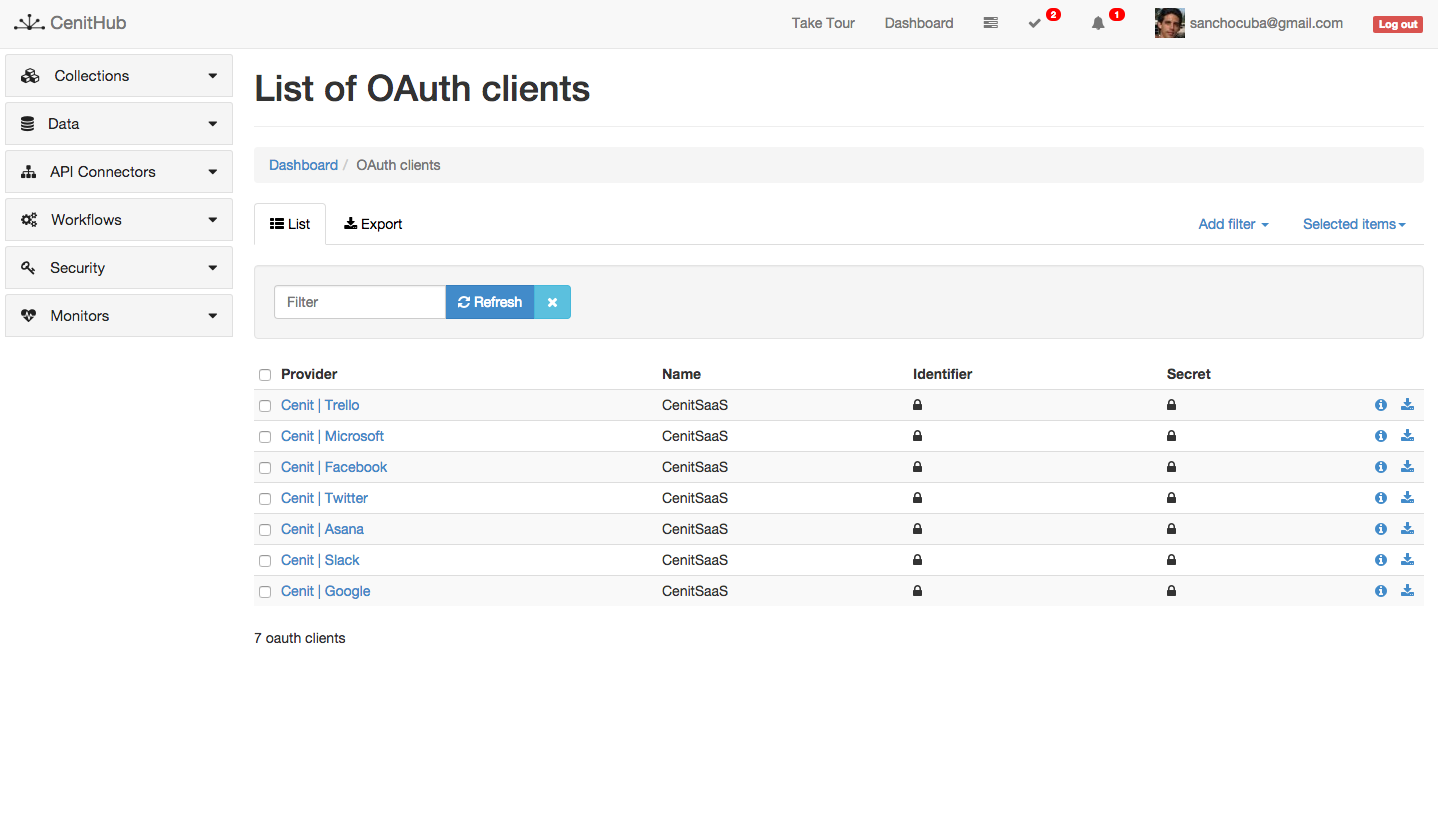 CenitHub Take Tour Dashboard 2 1 sanchocuba@gmail.com Log out
Collections
Data
API Connectors
Workflows
Security
Monitors
List of OAuth clients
Dashboard / OAuth clients
List Export Add filter Selected items
Filter Refresh
Provider Name Identifier Secret
Cenit | Trello CenitSaaS
Cenit | Microsoft CenitSaaS
Cenit | Facebook CenitSaaS
Cenit | Twitter CenitSaaS
Cenit | Asana CenitSaaS
Cenit | Slack CenitSaaS
Cenit | Google CenitSaaS
7 oauth clients